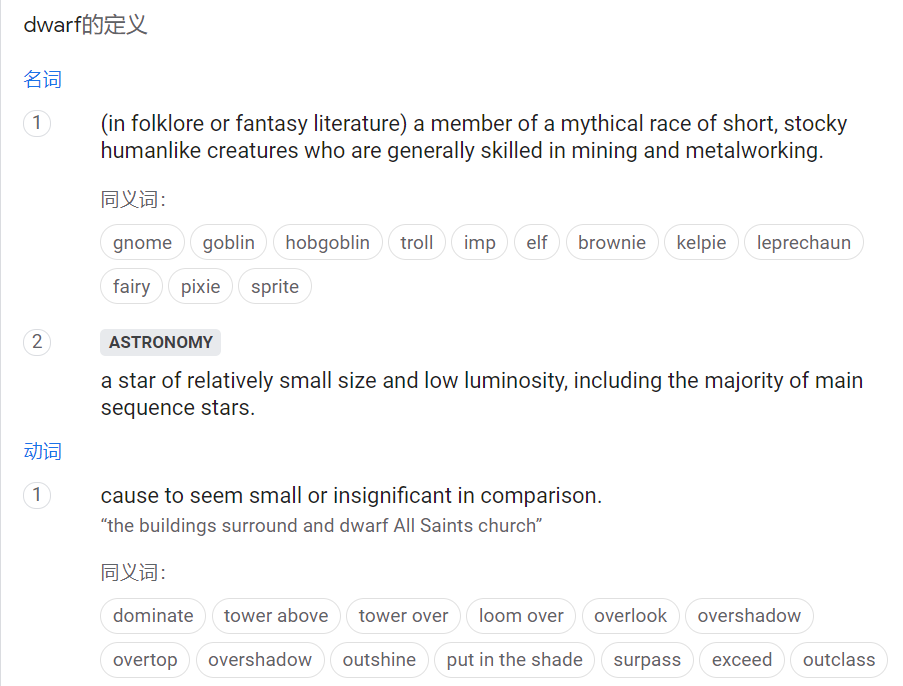 dwarf的定义
名词
1 (in folklore or fantasy literature) a member of a mythical race of short, stocky
humanlike creatures who are generally skilled in mining and metalworking.
同义词：
gnome goblin hobgoblin troll imp elf brownie kelpie leprechaun
fairy pixie sprite
2 ASTRONOMY
a star of relatively small size and low luminosity, including the majority of main
sequence stars.
动词
1 cause to seem small or insignificant in comparison.
“the buildings surround and dwarf All Saints church”
同义词：
dominate tower above tower over loom over overlook overshadow
overtop overshadow outshine put in the shade surpass exceed outclass